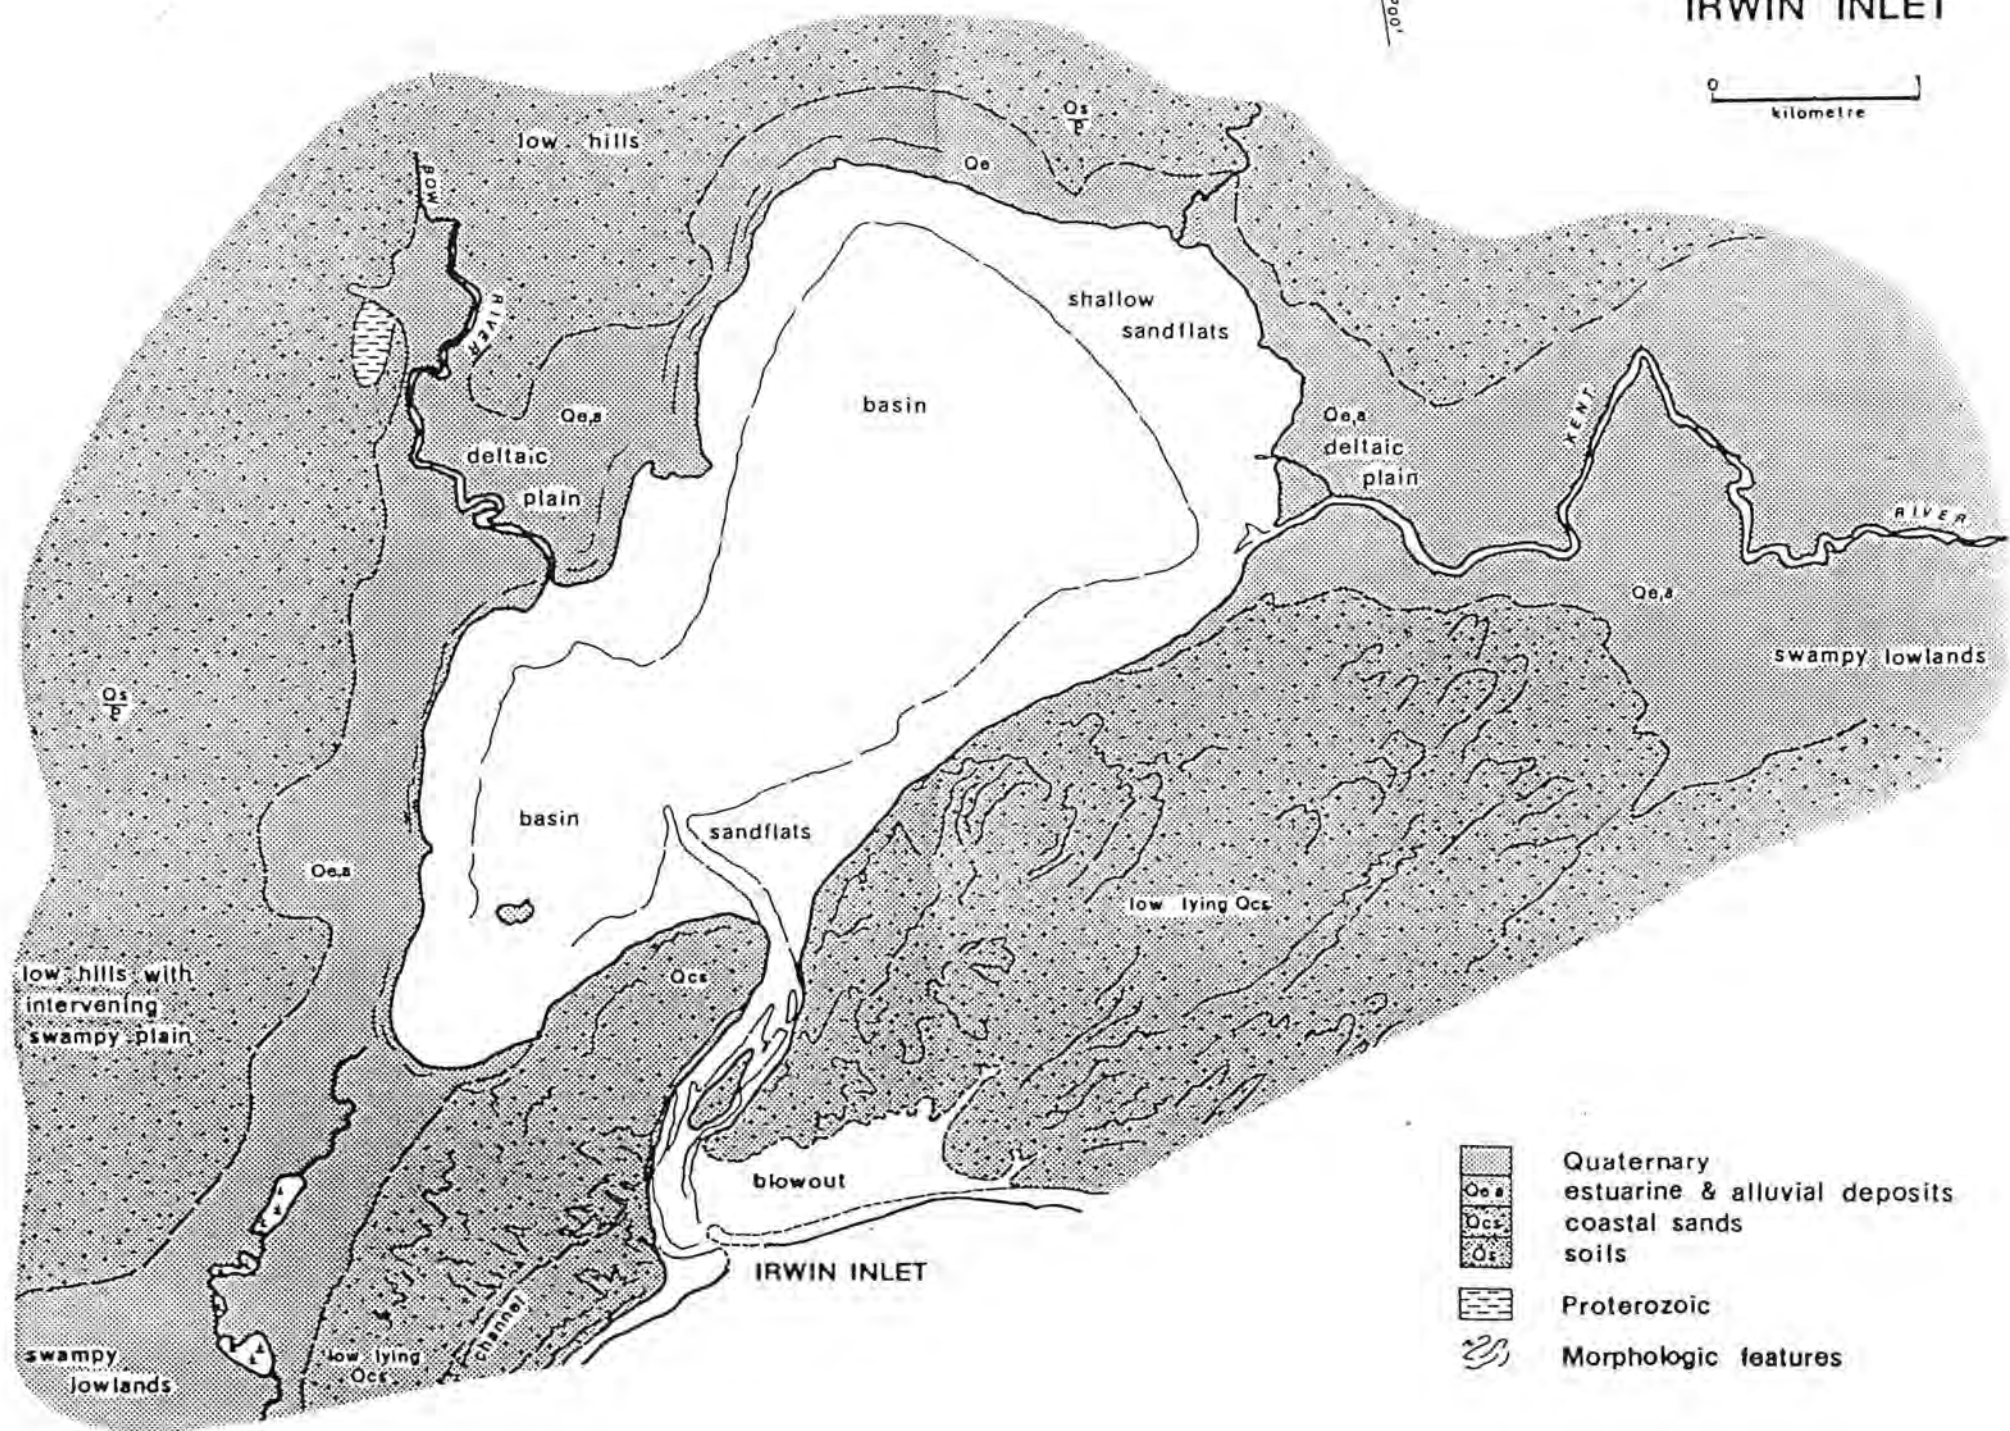 IRWIN INLET
0 1
kilometre
low hills
Qs
P
Qe
BOW
RIVER
shallow
sandflats
basin
Qe,a
deltaic
plain
Qe,a
deltaic
plain
KENT
RIVER
Qe,a
swampy lowlands
Qs
P
basin
sandflats
Qe,a
low lying Qcs
low hills with
intervening
swampy plain
Qcs
blowout
IRWIN INLET
channel
swampy
lowlands
low lying
Qcs
Quaternary
Qe a estuarine & alluvial deposits
Qcs coastal sands
Qs soils
Proterozoic
Morphologic features